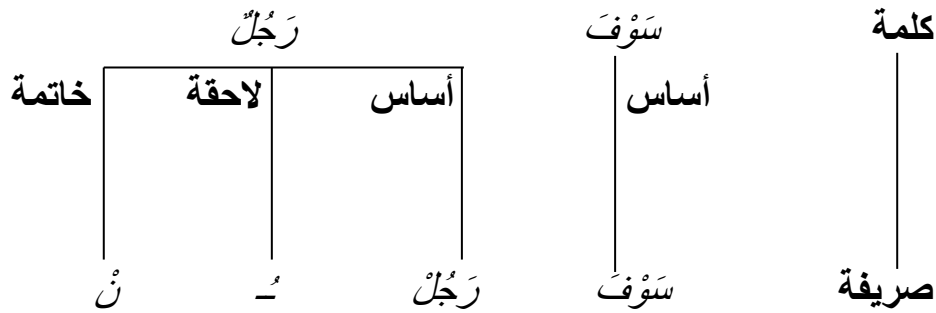 كلمة سَوْفَ رَجُلٌ
أساس أساس لاحقة خاتمة
صريفة سَوْفَ رَجُلْ ـُ نْ